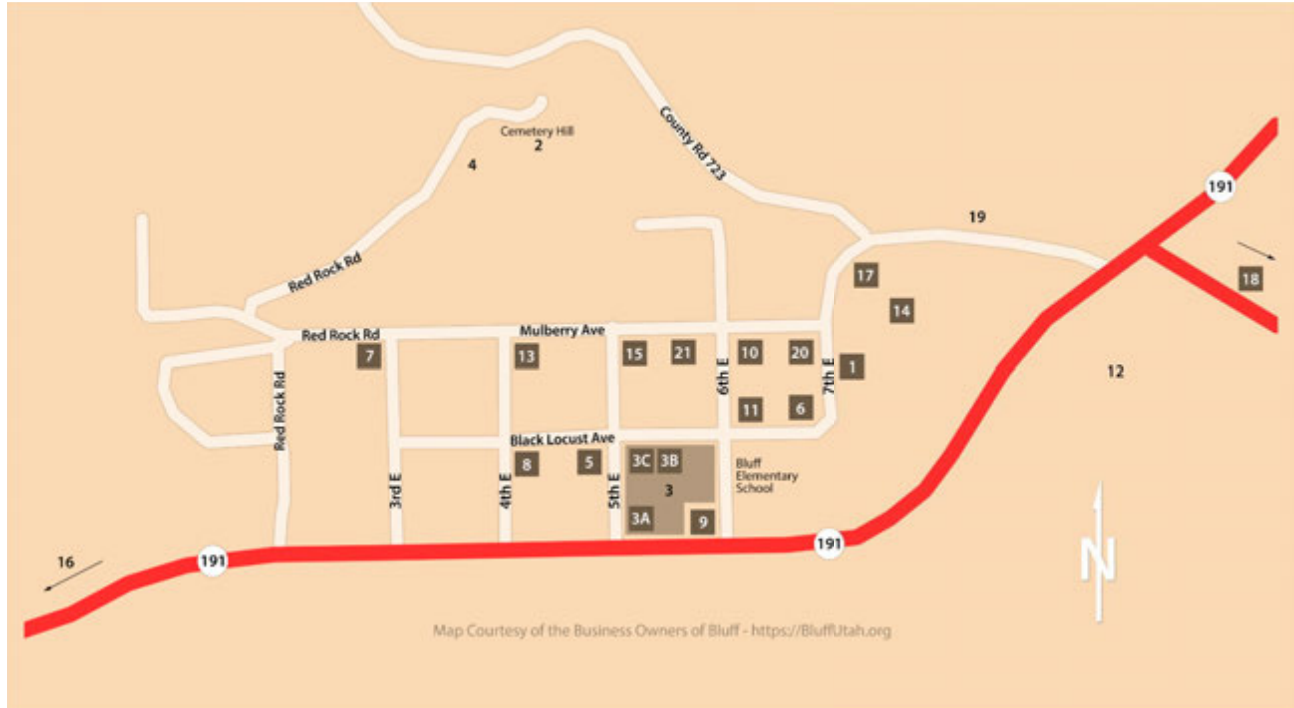 County Rd 723
Cemetery Hill
2
4
191
19
18
17
14
Red Rock Rd
Red Rock Rd
Mulberry Ave
7
13
15
21
10
20
1
12
Red Rock Rd
6th E
7th E
11
6
Black Locust Ave
8
5
3C
3B
3
3A
9
Bluff
Elementary
School
3rd E
4th E
5th E
191
191
16
N
Map Courtesy of the Business Owners of Bluff - https://BluffUtah.org